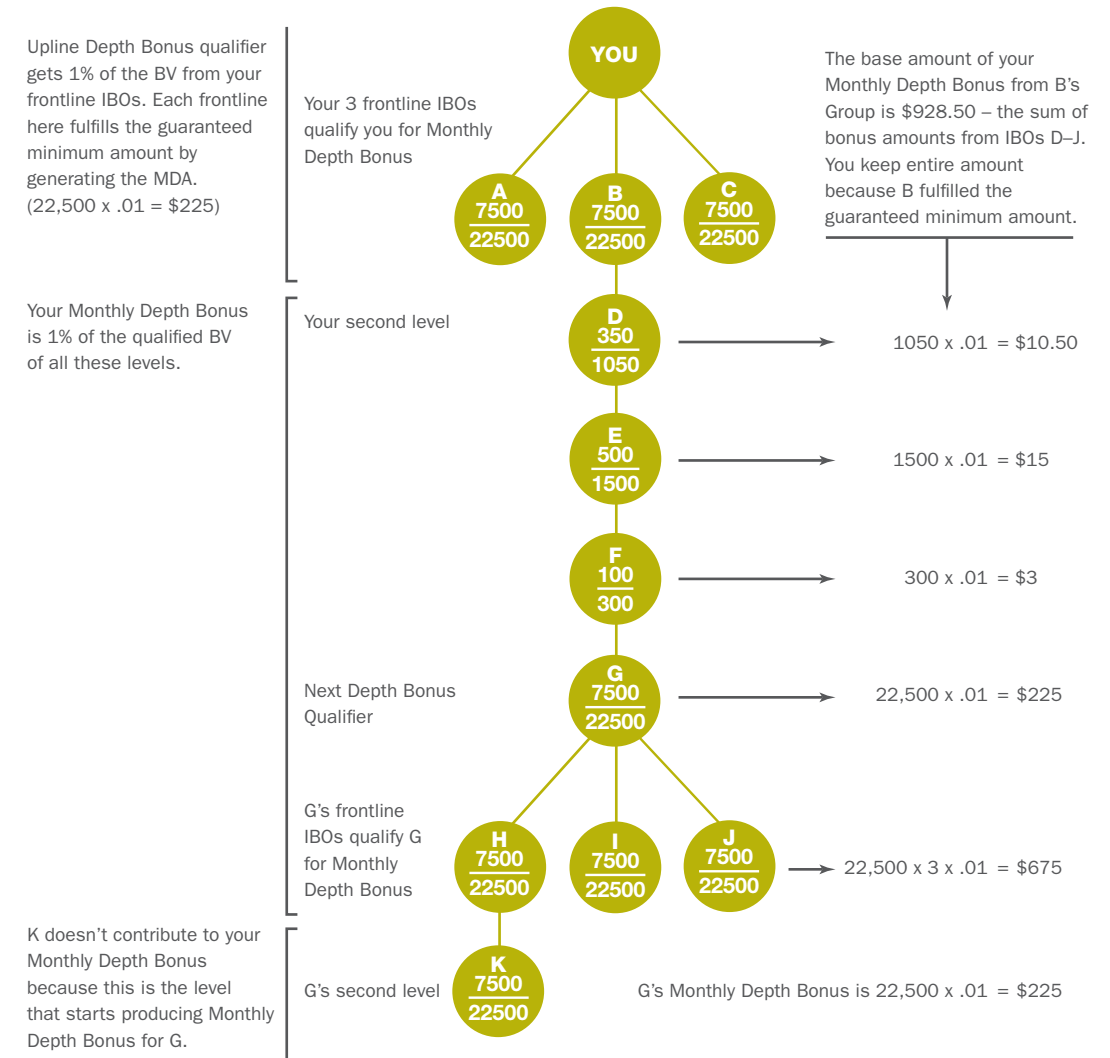 Upline Depth Bonus qualifier
gets 1% of the BV from your
frontline IBOs. Each frontline
here fulfills the guaranteed
minimum amount by
generating the MDA.
(22,500 x .01 = $225)
YOU
Your 3 frontline IBOs
qualify you for Monthly
Depth Bonus
The base amount of your
Monthly Depth Bonus from B's
Group is $928.50 – the sum of
bonus amounts from IBOs D–J.
You keep entire amount
because B fulfilled the
guaranteed minimum amount.
A
7500
22500
B
7500
22500
C
7500
22500
Your Monthly Depth Bonus
is 1% of the qualified BV
of all these levels.
Your second level
D
350
1050
1050 x .01 = $10.50
E
500
1500
1500 x .01 = $15
F
100
300
300 x .01 = $3
Next Depth Bonus
Qualifier
G
7500
22500
22,500 x .01 = $225
G's frontline
IBOs qualify G
for Monthly
Depth Bonus
H
7500
22500
I
7500
22500
J
7500
22500
22,500 x 3 x .01 = $675
K doesn't contribute to your
Monthly Depth Bonus
because this is the level
that starts producing Monthly
Depth Bonus for G.
G's second level
K
7500
22500
G's Monthly Depth Bonus is 22,500 x .01 = $225